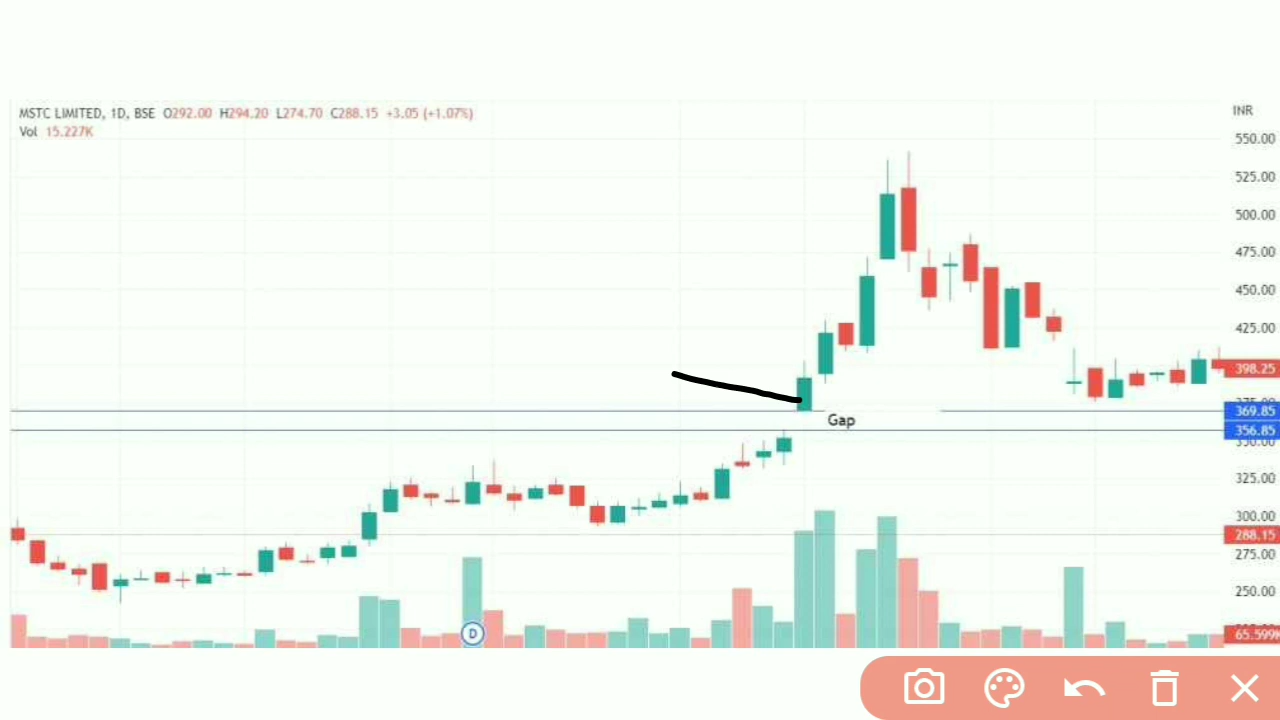 MSTC LIMITED, 1D, BSE O292.00 H294.20 L274.70 C288.15 +3.05 (+1.07%)
Vol 15.227K
INR
550.00
525.00
500.00
475.00
450.00
425.00
398.25
375.00
369.85
Gap
356.85
350.00
325.00
300.00
288.15
275.00
250.00
D
65.599K